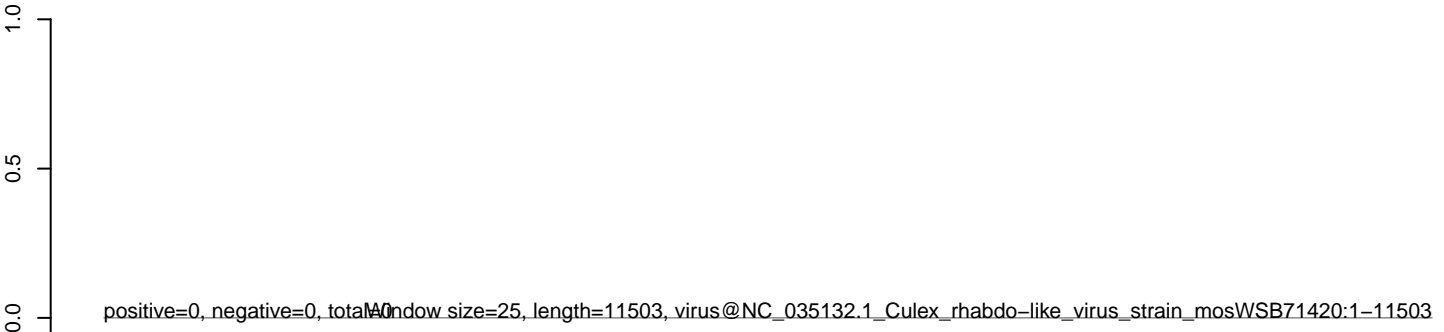 1.0
0.5
0.0
positive=0, negative=0, total=0
Window size=25, length=11503, virus@NC_035132.1_Culex_rhabdo−like_virus_strain_mosWSB71420:1−11503